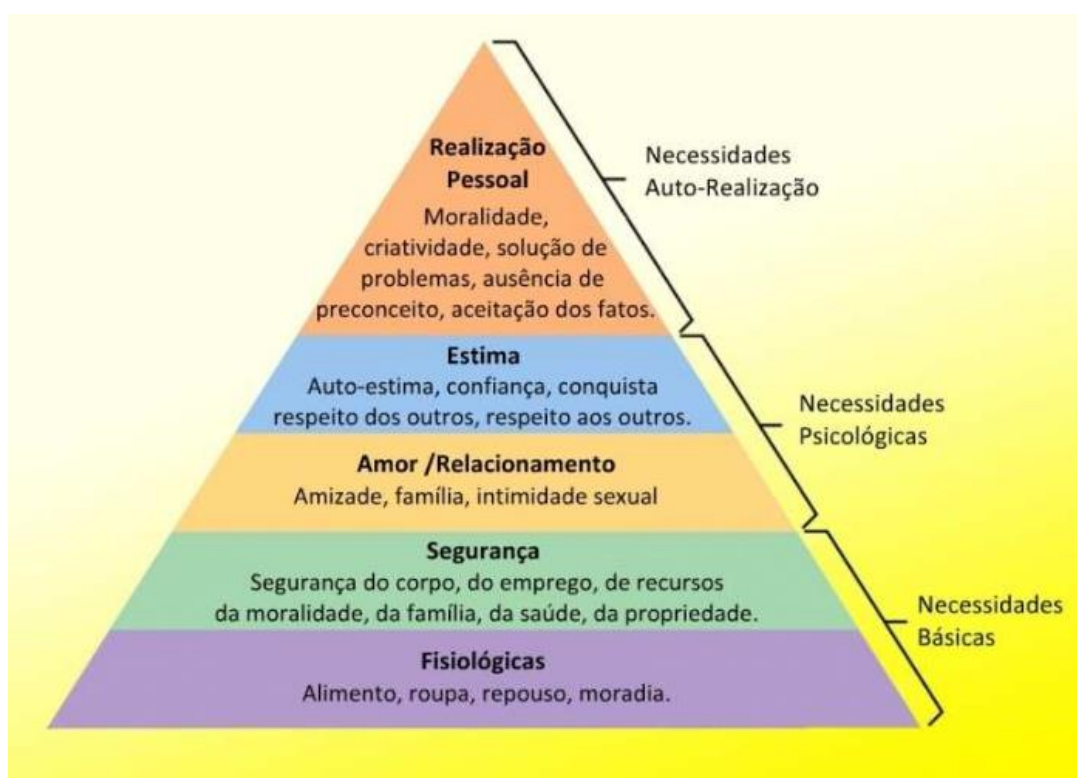 Realização
Pessoal
Moralidade,
criatividade, solução de
problemas, ausência de
preconceito, aceitação dos fatos.
Necessidades
Auto-Realização
Estima
Auto-estima, confiança, conquista
respeito dos outros, respeito aos outros.
Necessidades
Psicológicas
Amor /Relacionamento
Amizade, família, intimidade sexual
Segurança
Segurança do corpo, do emprego, de recursos
da moralidade, da família, da saúde, da propriedade.
Necessidades
Básicas
Fisiológicas
Alimento, roupa, repouso, moradia.